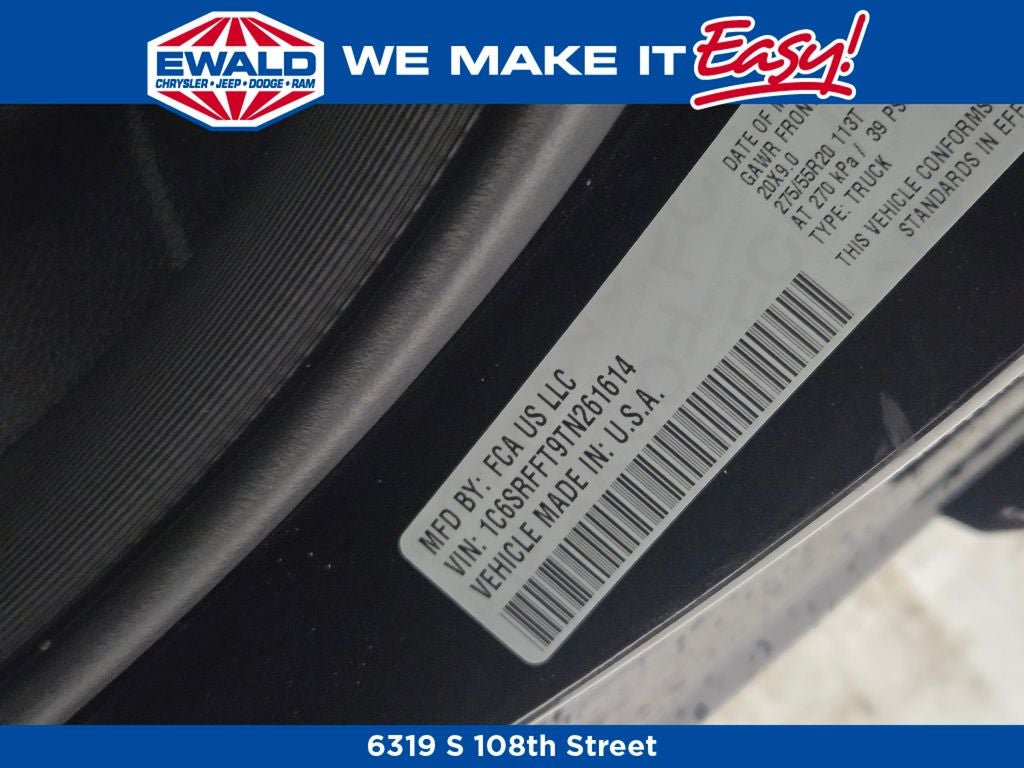 EWALD
CHRYSLER • JEEP • DODGE • RAM
WE MAKE IT Easy!
MFD BY: FCA US LLC
VIN: 1C6SRFFT9TN261614
VEHICLE MADE IN: U.S.A.
DATE OF
GAWR FRON
20X9.0
275/55R20 113T
AT 270 kPa / 39 PS
TYPE: TRUCK
THIS VEHICLE CONFORMS
STANDARDS IN EFF
6319 S 108th Street